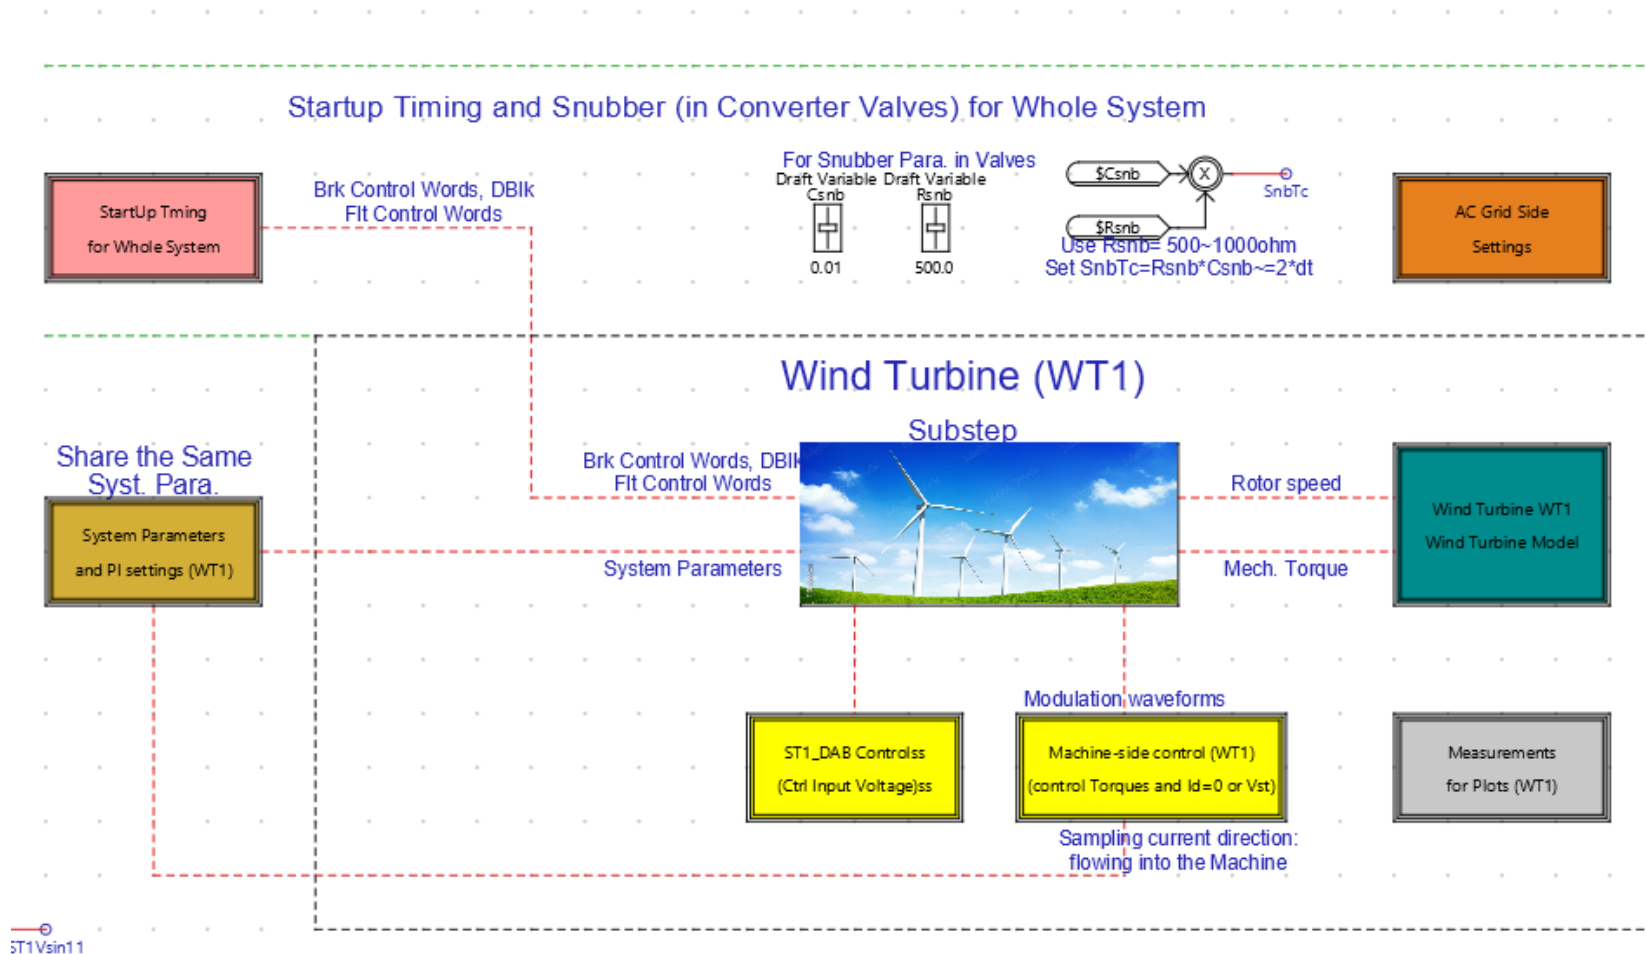 Startup Timing and Snubber (in Converter Valves) for Whole System
StartUp Tming
for Whole System
Brk Control Words, DBlk
Flt Control Words
For Snubber Para. in Valves
Draft Variable Draft Variable
Csnb Rsnb
0.01 500.0
$Csnb
X
SnbTc
$Rsnb
Use Rsnb= 500~1000ohm
Set SnbTc=Rsnb*Csnb~=2*dt
AC Grid Side
Settings
Wind Turbine (WT1)
Substep
Share the Same
Syst. Para.
System Parameters
and PI settings (WT1)
Brk Control Words, DBlk
Flt Control Words
System Parameters
Rotor speed
Mech. Torque
Wind Turbine WT1
Wind Turbine Model
Modulation waveforms
ST1_DAB Controlss
(Ctrl Input Voltage)ss
Machine-side control (WT1)
(control Torques and Id=0 or Vst)
Measurements
for Plots (WT1)
Sampling current direction:
flowing into the Machine
ST1Vsin11